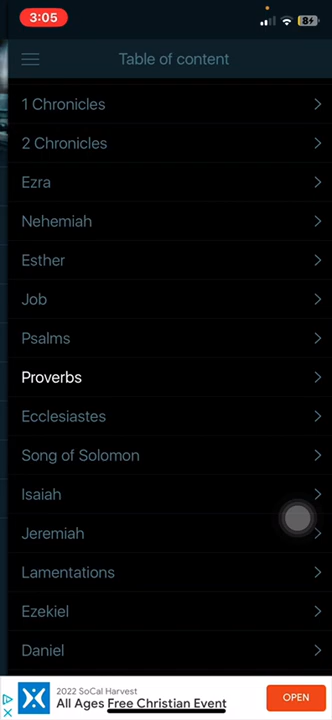 3:05
8
Table of content
1 Chronicles
2 Chronicles
Ezra
Nehemiah
Esther
Job
Psalms
Proverbs
Ecclesiastes
Song of Solomon
Isaiah
Jeremiah
Lamentations
Ezekiel
Daniel
2022 SoCal Harvest
All Ages Free Christian Event
OPEN